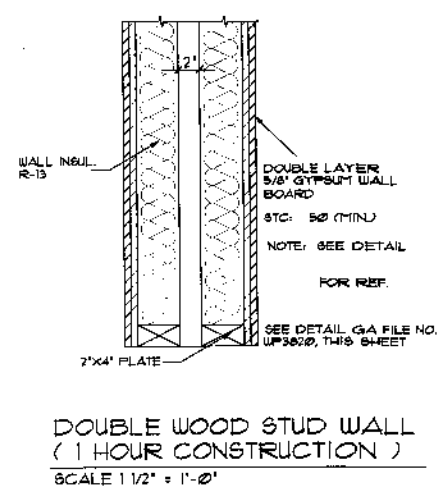 2"
WALL INSUL.
R-13
DOUBLE LAYER
5/8" GYPSUM WALL
BOARD
STC: 50 (MIN.)
NOTE: SEE DETAIL
FOR REF.
SEE DETAIL GA FILE NO.
WP3820, THIS SHEET
2"X4" PLATE
DOUBLE WOOD STUD WALL
( 1 HOUR CONSTRUCTION )
SCALE 1 1/2" = 1'-0"